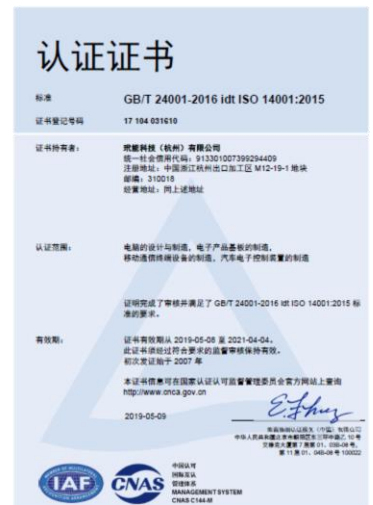 认证证书
标准 GB/T 24001-2016 idt ISO 14001:2015
证书登记号码 17 104 031610
证书持有者: 玳能科技(杭州)有限公司
统一社会信用代码:913301007399294409
注册地址:中国浙江杭州出口加工区 M12-19-1 地块
邮编:310018
经营地址:同上述地址
认证范围: 电脑的设计与制造,电子产品基板的制造,
移动通信终端设备的制造,汽车电子控制装置的制造
证明完成了审核并满足了 GB/T 24001-2016 idt ISO 14001:2015 标
准的要求。
有效期: 证书有效期从 2019-05-08 至 2021-04-04。
此证书须经过符合要求的监督审核保持有效。
初次发证始于 2007 年
本证书信息可在国家认证认可监督管理委员会官方网站上查询
http://www.cnca.gov.cn
2019-05-09
第 11 层 01、04B-06 号 100022
IAF
CNAS
中国认可
国际互认
管理体系
MANAGEMENT SYSTEM
CNAS C144-M